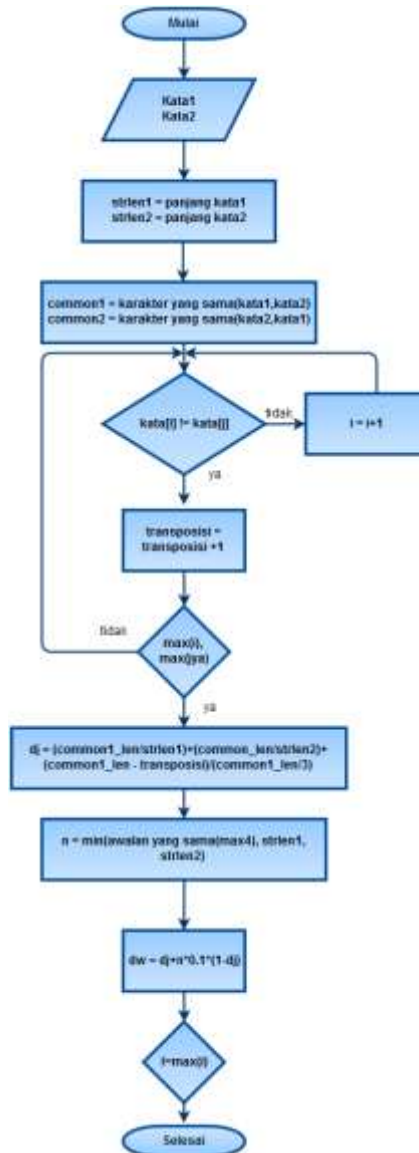 Mulai
Kata1
Kata2
strlen1 = panjang kata1
strlen2 = panjang kata2
common1 = karakter yang sama(kata1,kata2)
common2 = karakter yang sama(kata2,kata1)
kata[i] != kata[j]
tidak
i = i+1
ya
transposisi =
transposisi +1
tidak
max(i),
max(jya)
ya
dj = (common1_len/strlen1)+(common_len/strlen2)+
(common1_len - transposisi)/(common1_len/3)
n = min(awalan yang sama(max4), strlen1,
strlen2)
dw = dj+n*0.1*(1-dj)
I=max(i)
Selesai